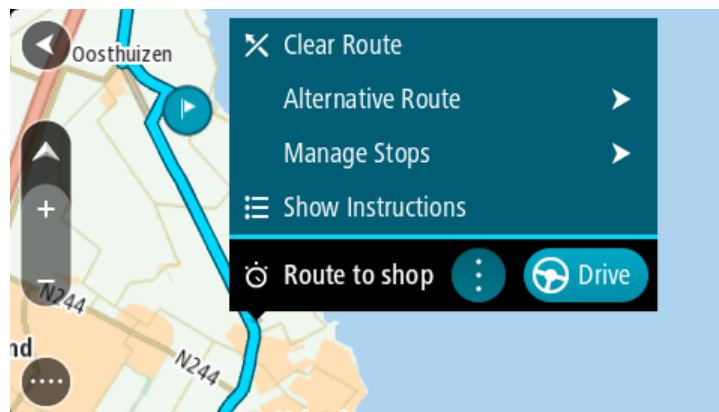 Oosthuizen
Clear Route
Alternative Route
Manage Stops
Show Instructions
Route to shop
Drive
N244
nd
N244